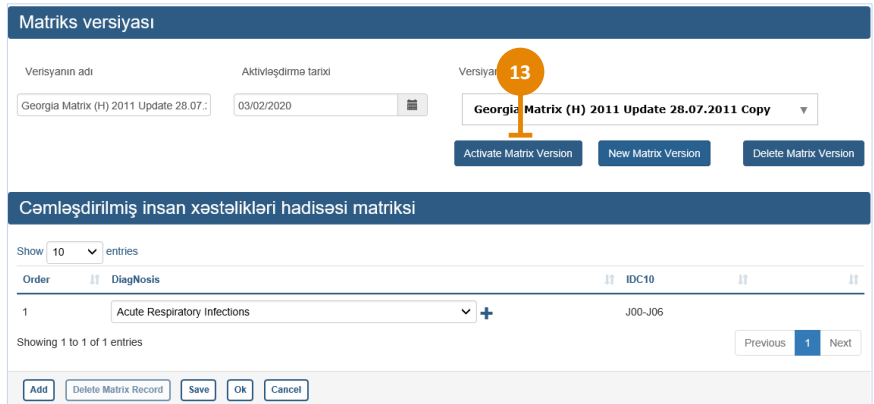 Matriks versiyası
Verisyanın adı Aktivləşdirmə tarixi Versiyar
13
Georgia Matrix (H) 2011 Update 28.07.: 03/02/2020 Georgia Matrix (H) 2011 Update 28.07.2011 Copy
Activate Matrix Version New Matrix Version Delete Matrix Version
Cəmləşdirilmiş insan xəstəlikləri hadisəsi matriksi
Show 10 entries
Order DiagNosis IDC10
1 Acute Respiratory Infections J00-J06
Showing 1 to 1 of 1 entries Previous 1 Next
Add Delete Matrix Record Save Ok Cancel